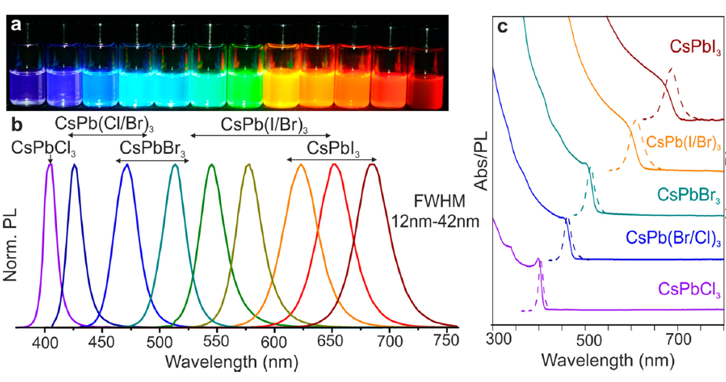 a
b
CsPb(Cl/Br)₃
CsPb(I/Br)₃
CsPbCl₃
CsPbBr₃
CsPbI₃
FWHM
12nm-42nm
Norm. PL
400 450 500 550 600 650 700 750
Wavelength (nm)
c
CsPbI₃
CsPb(I/Br)₃
CsPbBr₃
CsPb(Br/Cl)₃
CsPbCl₃
Abs/PL
300 500 700
Wavelength (nm)